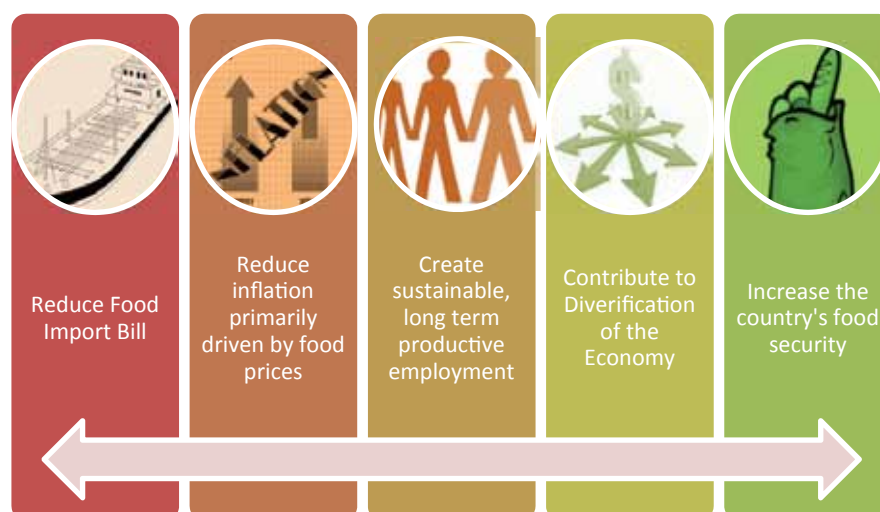 INFLATION
Reduce Food
Import Bill
Reduce
inflation
primarily
driven by food
prices
Create
sustainable,
long term
productive
employment
Contribute to
Diverification
of the
Economy
Increase the
country's food
security